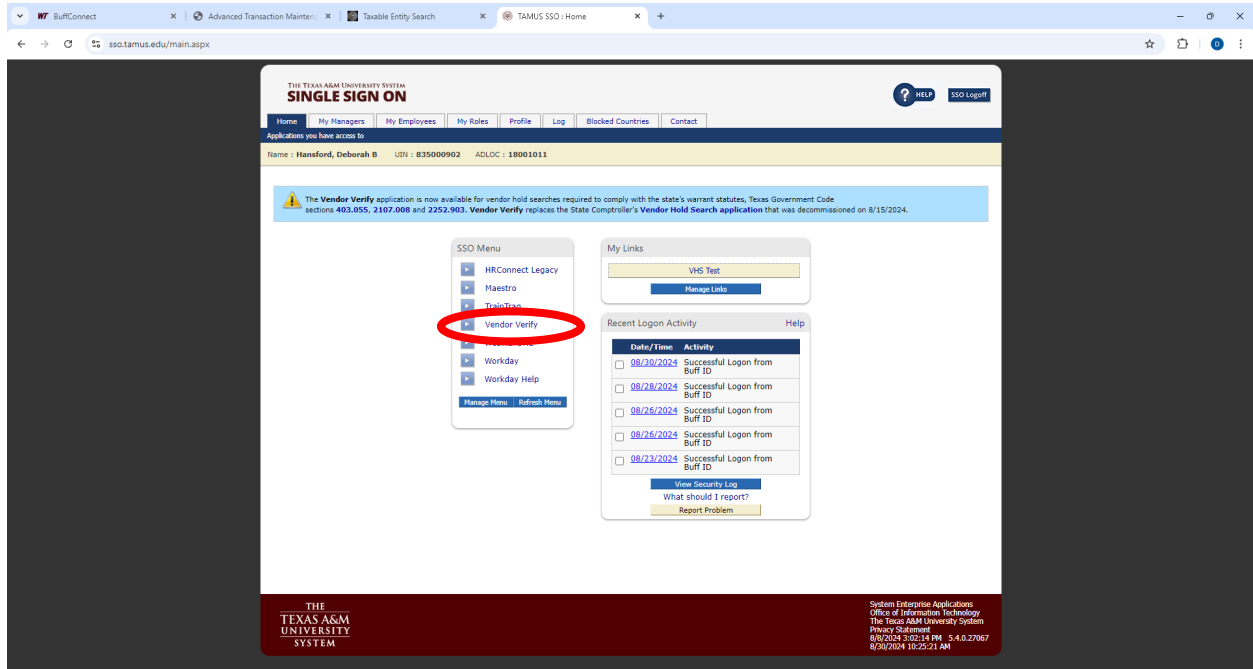 WT BuffConnect
Advanced Transaction Maintenc
Taxable Entity Search
TAMUS SSO : Home
sso.tamus.edu/main.aspx
D
THE TEXAS A&M UNIVERSITY SYSTEM
SINGLE SIGN ON
? HELP
SSO Logoff
Home My Managers My Employees My Roles Profile Log Blocked Countries Contact
Applications you have access to
Name : Hansford, Deborah B UIN : 835000902 ADLOC : 18001011
The Vendor Verify application is now available for vendor hold searches required to comply with the state's warrant statutes, Texas Government Code
sections 403.055, 2107.008 and 2252.903. Vendor Verify replaces the State Comptroller's Vendor Hold Search application that was decommissioned on 8/15/2024.
SSO Menu
HRConnect Legacy
Maestro
TrainTraq
Vendor Verify
Workday
Workday Help
Manage Menu Refresh Menu
My Links
VHS Test
Manage Links
Recent Logon Activity Help
Date/Time Activity
08/30/2024 Successful Logon from
Buff ID
08/28/2024 Successful Logon from
Buff ID
08/26/2024 Successful Logon from
Buff ID
08/26/2024 Successful Logon from
Buff ID
08/23/2024 Successful Logon from
Buff ID
View Security Log
What should I report?
Report Problem
THE
TEXAS A&M
UNIVERSITY
SYSTEM
System Enterprise Applications
Office of Information Technology
The Texas A&M University System
Privacy Statement
8/8/2024 3:02:14 PM 5.4.0.27067
8/30/2024 10:25:21 AM